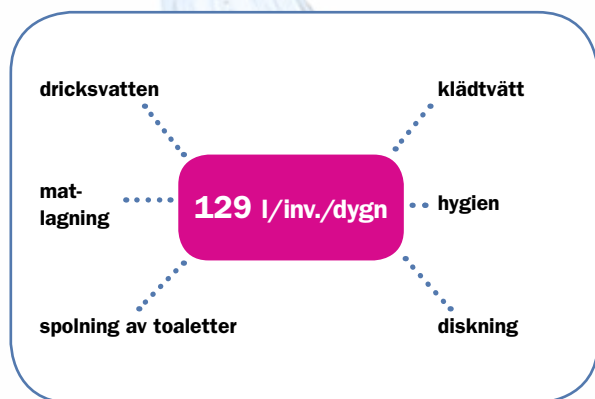 dricksvatten
klädtvätt
mat-
lagning
129 l/inv./dygn
hygien
spolning av toaletter
diskning